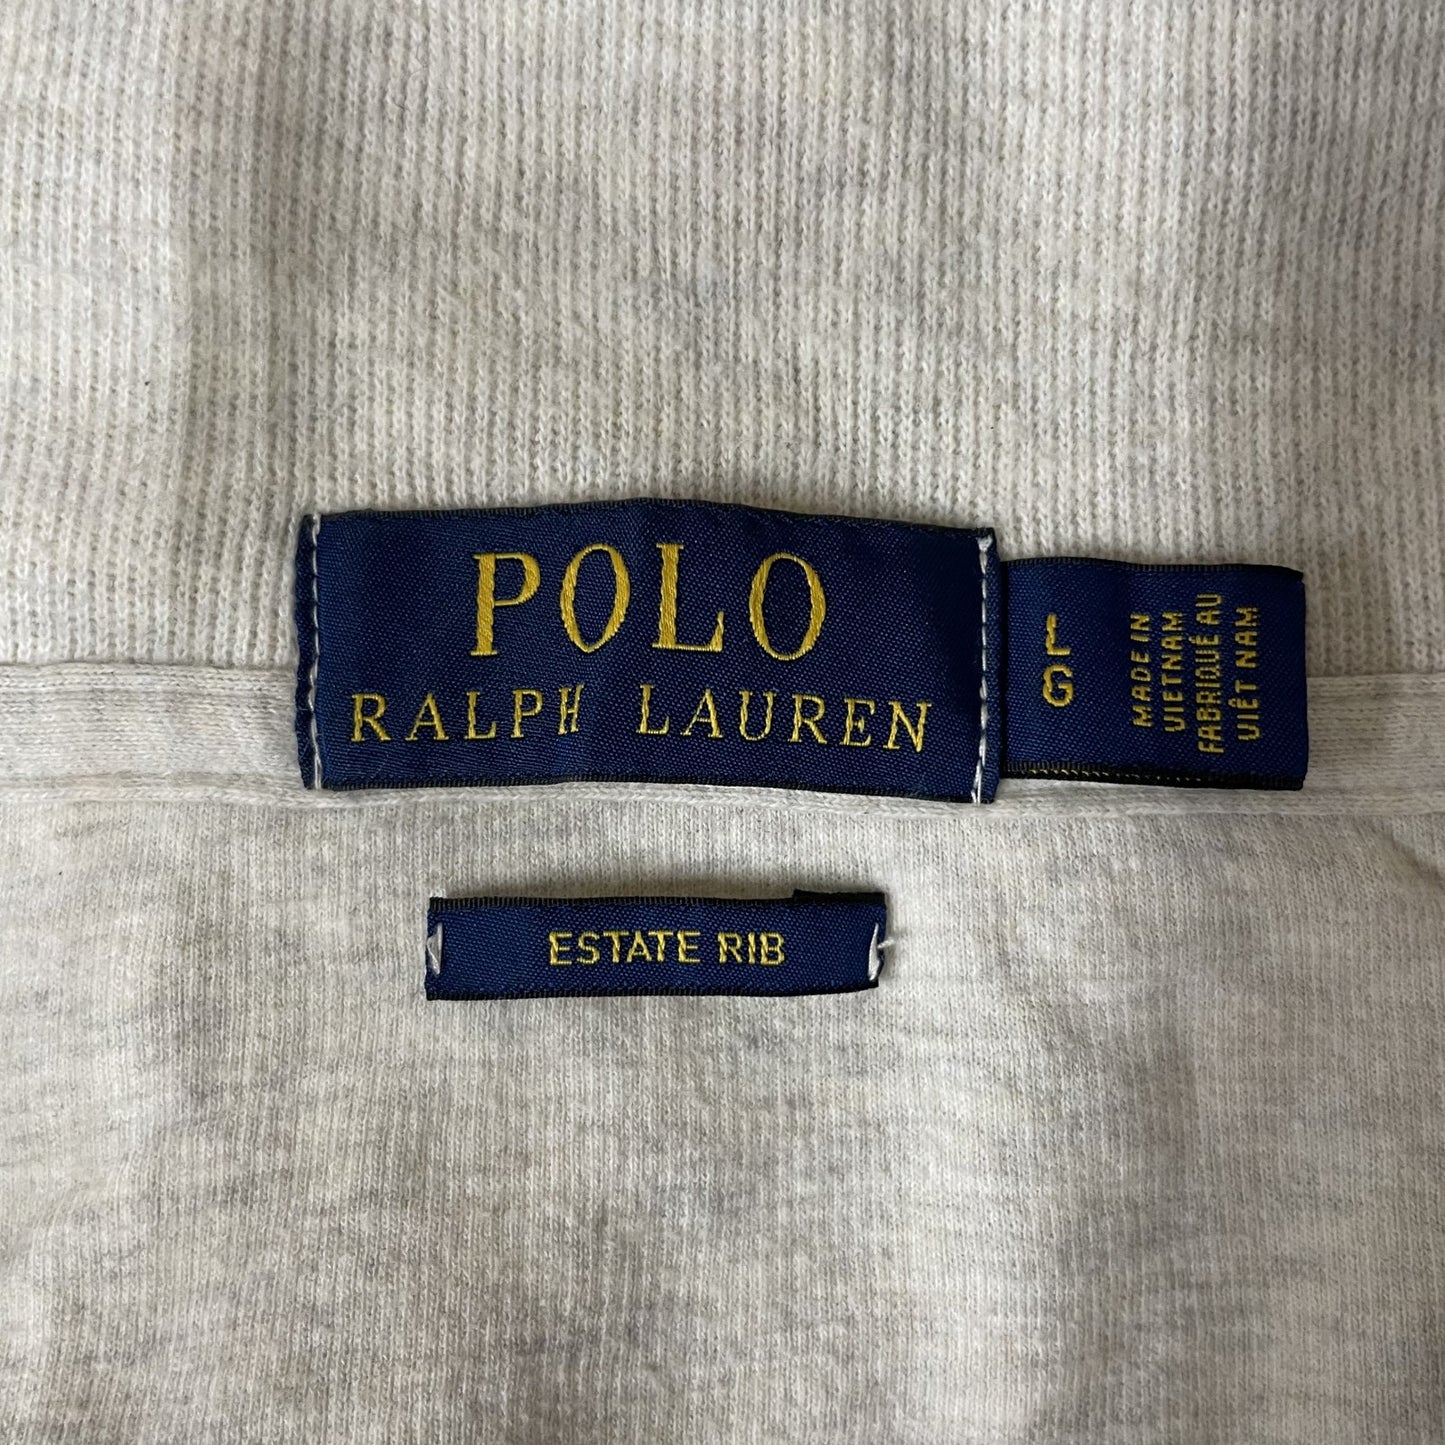 POLO
RALPH LAUREN
L
G
MADE IN
VIETNAM
FABRIQUÉ AU
VIÊT NAM
ESTATE RIB